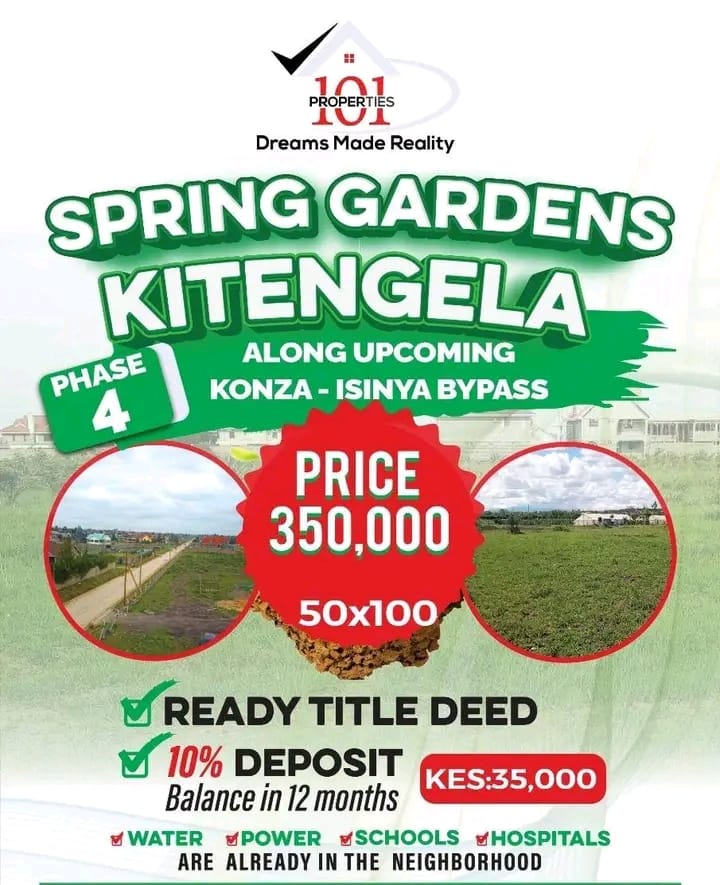 101
PROPERTIES
Dreams Made Reality
SPRING GARDENS
KITENGELA
ALONG UPCOMING
KONZA - ISINYA BYPASS
PHASE
4
PRICE
350,000
50x100
READY TITLE DEED
10% DEPOSIT
Balance in 12 months
KES:35,000
WATER POWER SCHOOLS HOSPITALS
ARE ALREADY IN THE NEIGHBORHOOD